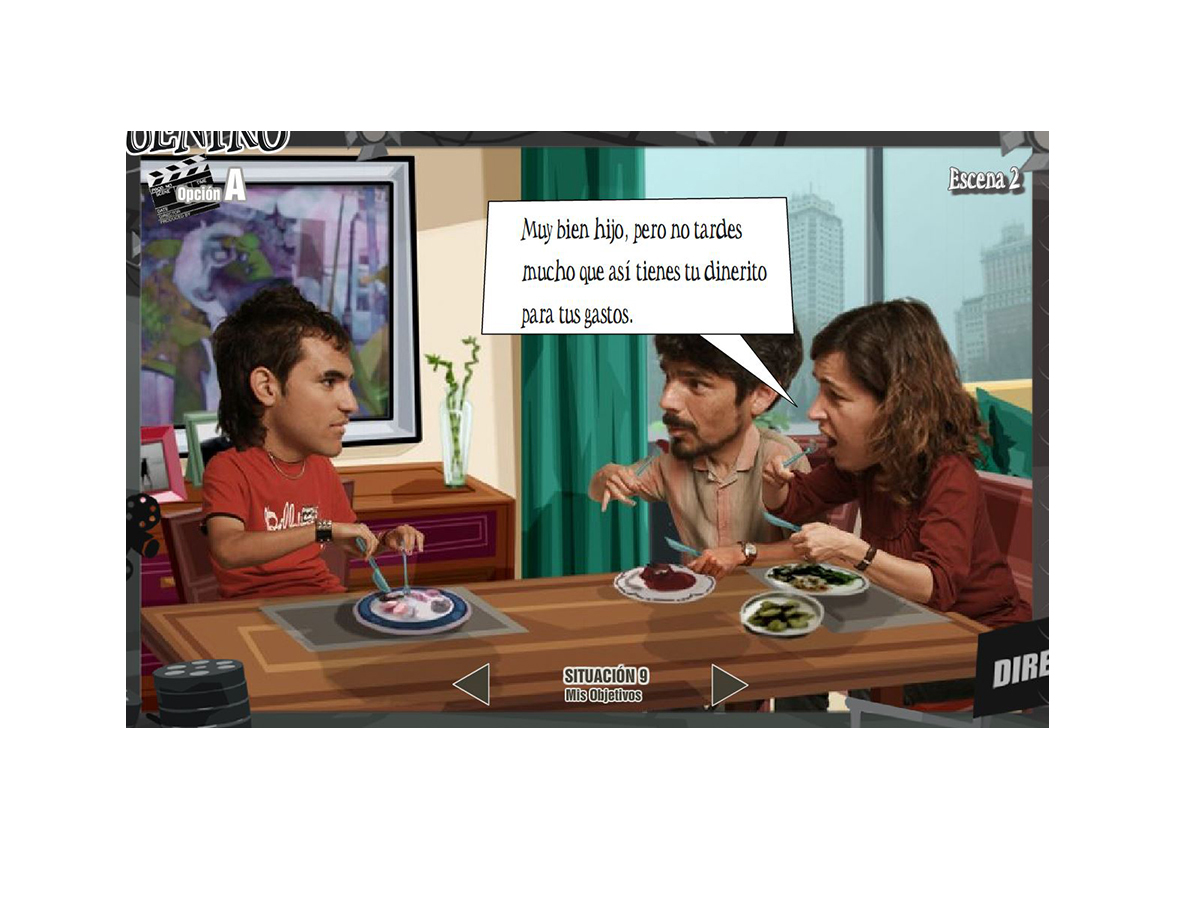 Opción A
Escena 2
Muy bien hijo, pero no tardes
mucho que así tienes tu dinerito
para tus gastos.
SITUACIÓN 9
Mis Objetivos
DIRE